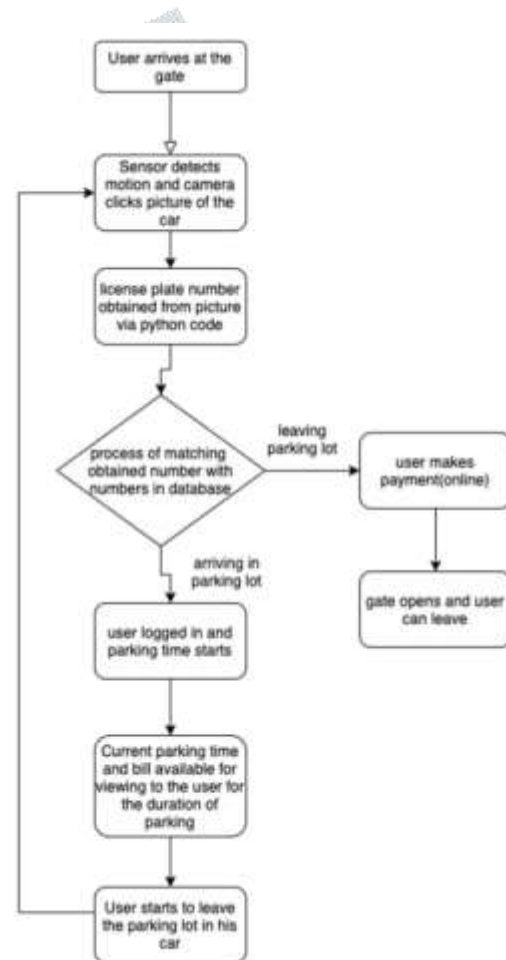 User arrives at the
gate
Sensor detects
motion and camera
clicks picture of the
car
license plate number
obtained from picture
via python code
process of matching
obtained number with
numbers in database
leaving
parking lot
user makes
payment(online)
gate opens and user
can leave
arriving in
parking lot
user logged in and
parking time starts
Current parking time
and bill available for
viewing to the user for
the duration of
parking
User starts to leave
the parking lot in his
car